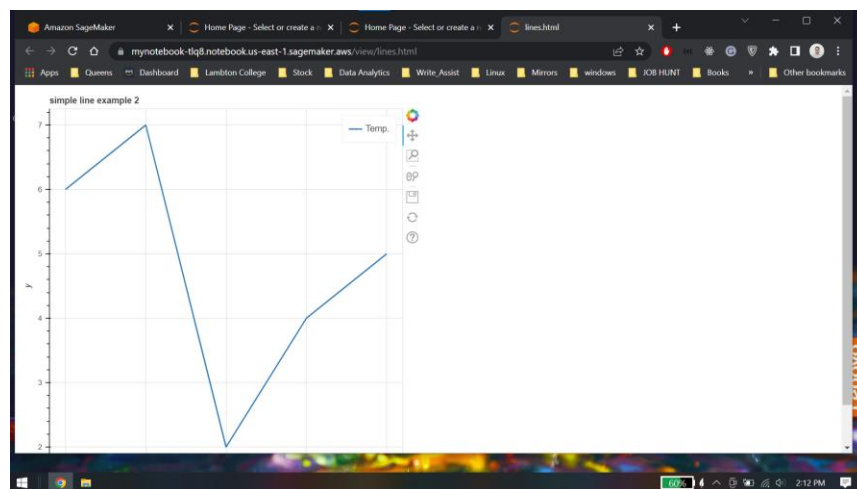 Amazon SageMaker
Home Page - Select or create a n
Home Page - Select or create a n
lines.html
mynotebook-tlq8.notebook.us-east-1.sagemaker.aws/view/lines.html
Apps Queens Dashboard Lambton College Stock Data Analytics Write_Assist Linux Mirrors windows JOB HUNT Books » Other bookmarks
simple line example 2
Temp.
7
6
5
y
4
3
2
60% 2:12 PM